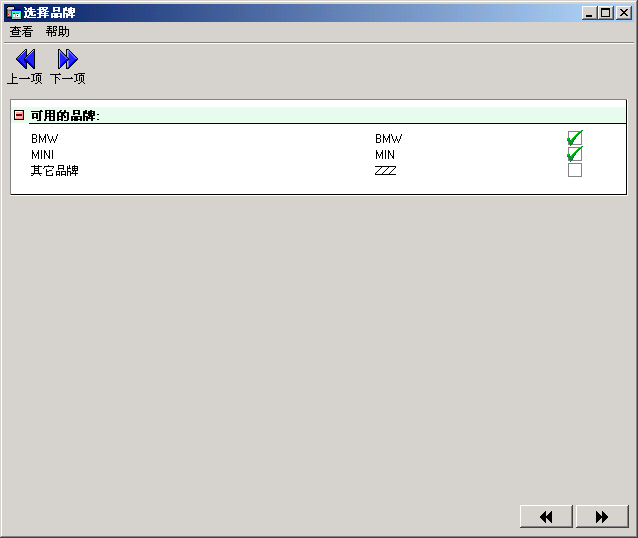 选择品牌
查看 帮助
上一项 下一项
可用的品牌:
BMW BMW
MINI MIN
其它品牌 ZZZ